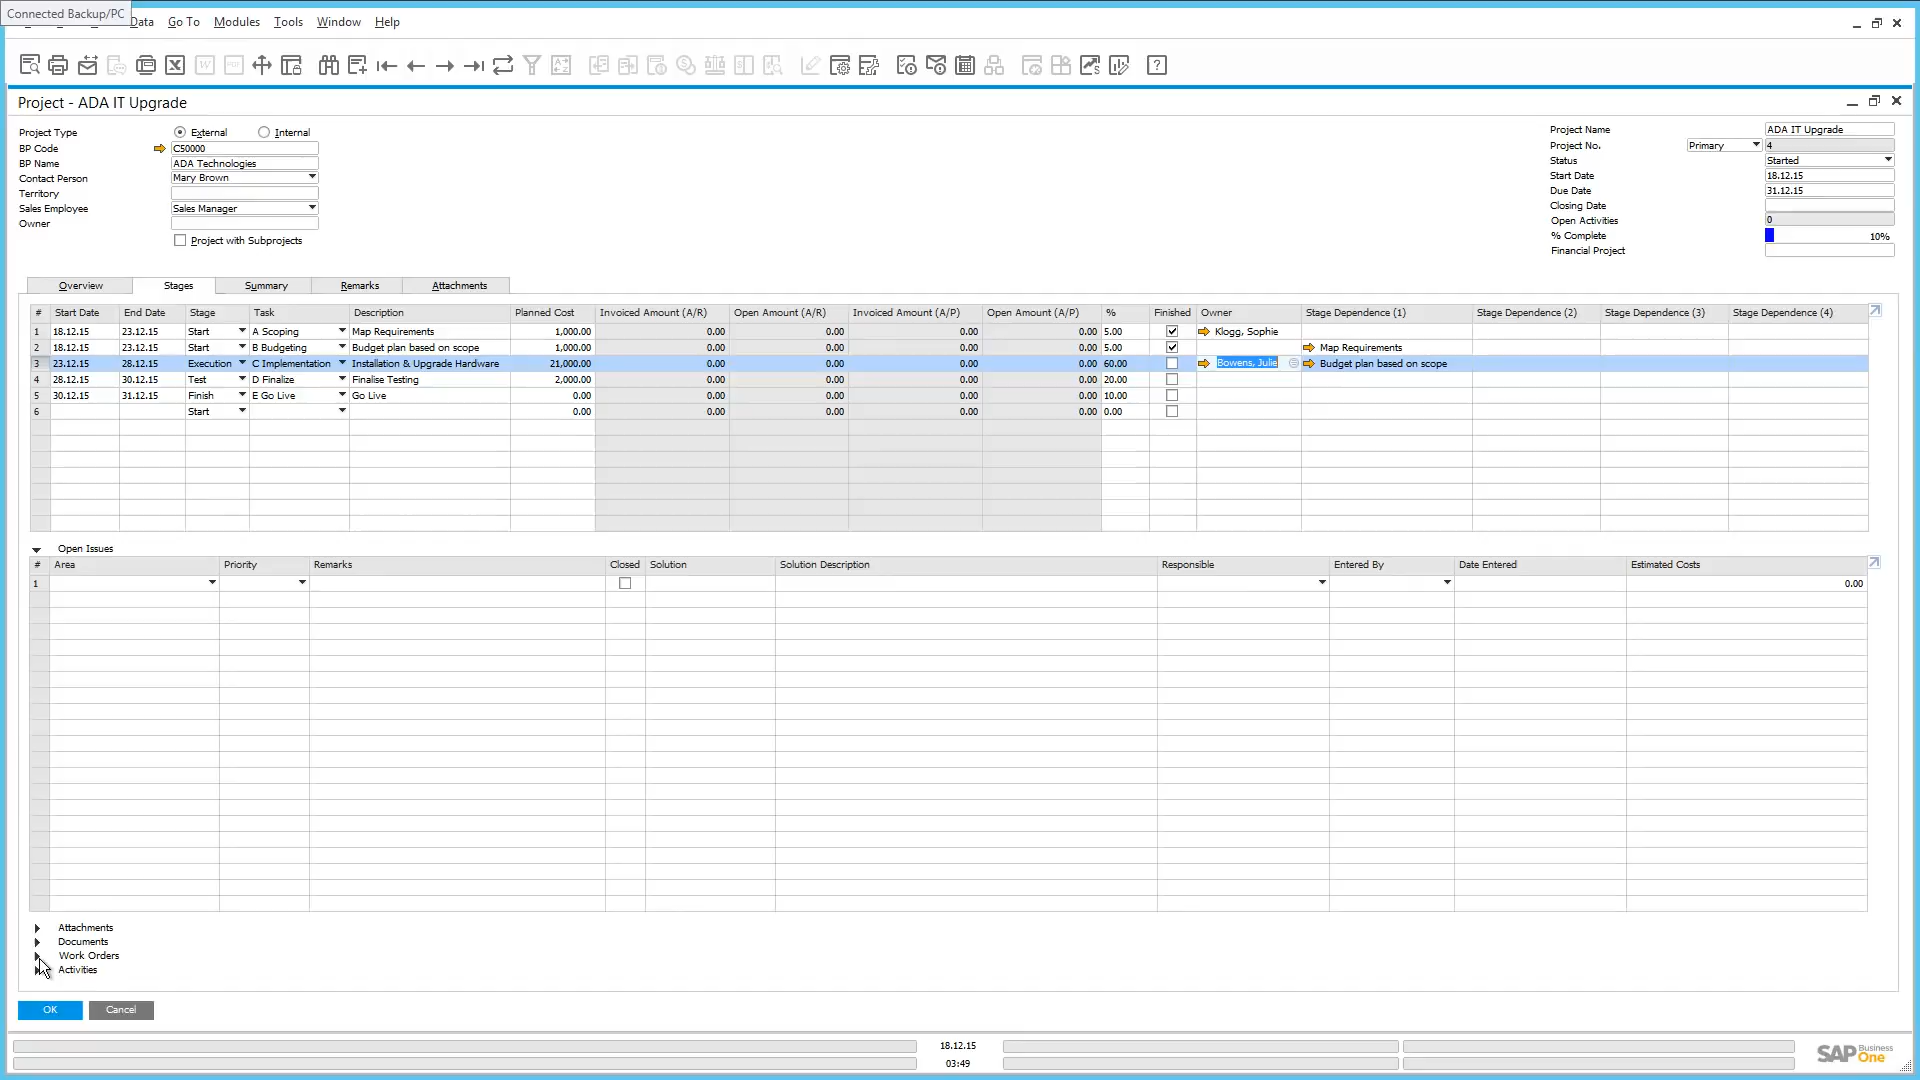 Connected Backup/PC
Data Go To Modules Tools Window Help
Project - ADA IT Upgrade
Project Type External Internal
BP Code C50000
BP Name ADA Technologies
Contact Person Mary Brown
Territory
Sales Employee Sales Manager
Owner
Project with Subprojects
Project Name ADA IT Upgrade
Project No. Primary 4
Status Started
Start Date 18.12.15
Due Date 31.12.15
Closing Date
Open Activities 0
% Complete 10%
Financial Project
Overview Stages Summary Remarks Attachments
# Start Date End Date Stage Task Description Planned Cost Invoiced Amount (A/R) Open Amount (A/R) Invoiced Amount (A/P) Open Amount (A/P) % Finished Owner Stage Dependence (1) Stage Dependence (2) Stage Dependence (3) Stage Dependence (4)
1 18.12.15 23.12.15 Start A Scoping Map Requirements 1,000.00 0.00 0.00 0.00 0.00 5.00 Klogg, Sophie
2 18.12.15 23.12.15 Start B Budgeting Budget plan based on scope 1,000.00 0.00 0.00 0.00 0.00 5.00 Map Requirements
3 23.12.15 28.12.15 Execution C Implementation Installation & Upgrade Hardware 21,000.00 0.00 0.00 0.00 0.00 60.00 Bowens, Julie Budget plan based on scope
4 28.12.15 30.12.15 Test D Finalize Finalise Testing 2,000.00 0.00 0.00 0.00 0.00 20.00
5 30.12.15 31.12.15 Finish E Go Live Go Live 0.00 0.00 0.00 0.00 0.00 10.00
6 Start 0.00 0.00 0.00 0.00 0.00 0.00
Open Issues
# Area Priority Remarks Closed Solution Solution Description Responsible Entered By Date Entered Estimated Costs
1 0.00
Attachments
Documents
Work Orders
Activities
OK Cancel
18.12.15
03:49
SAP Business One